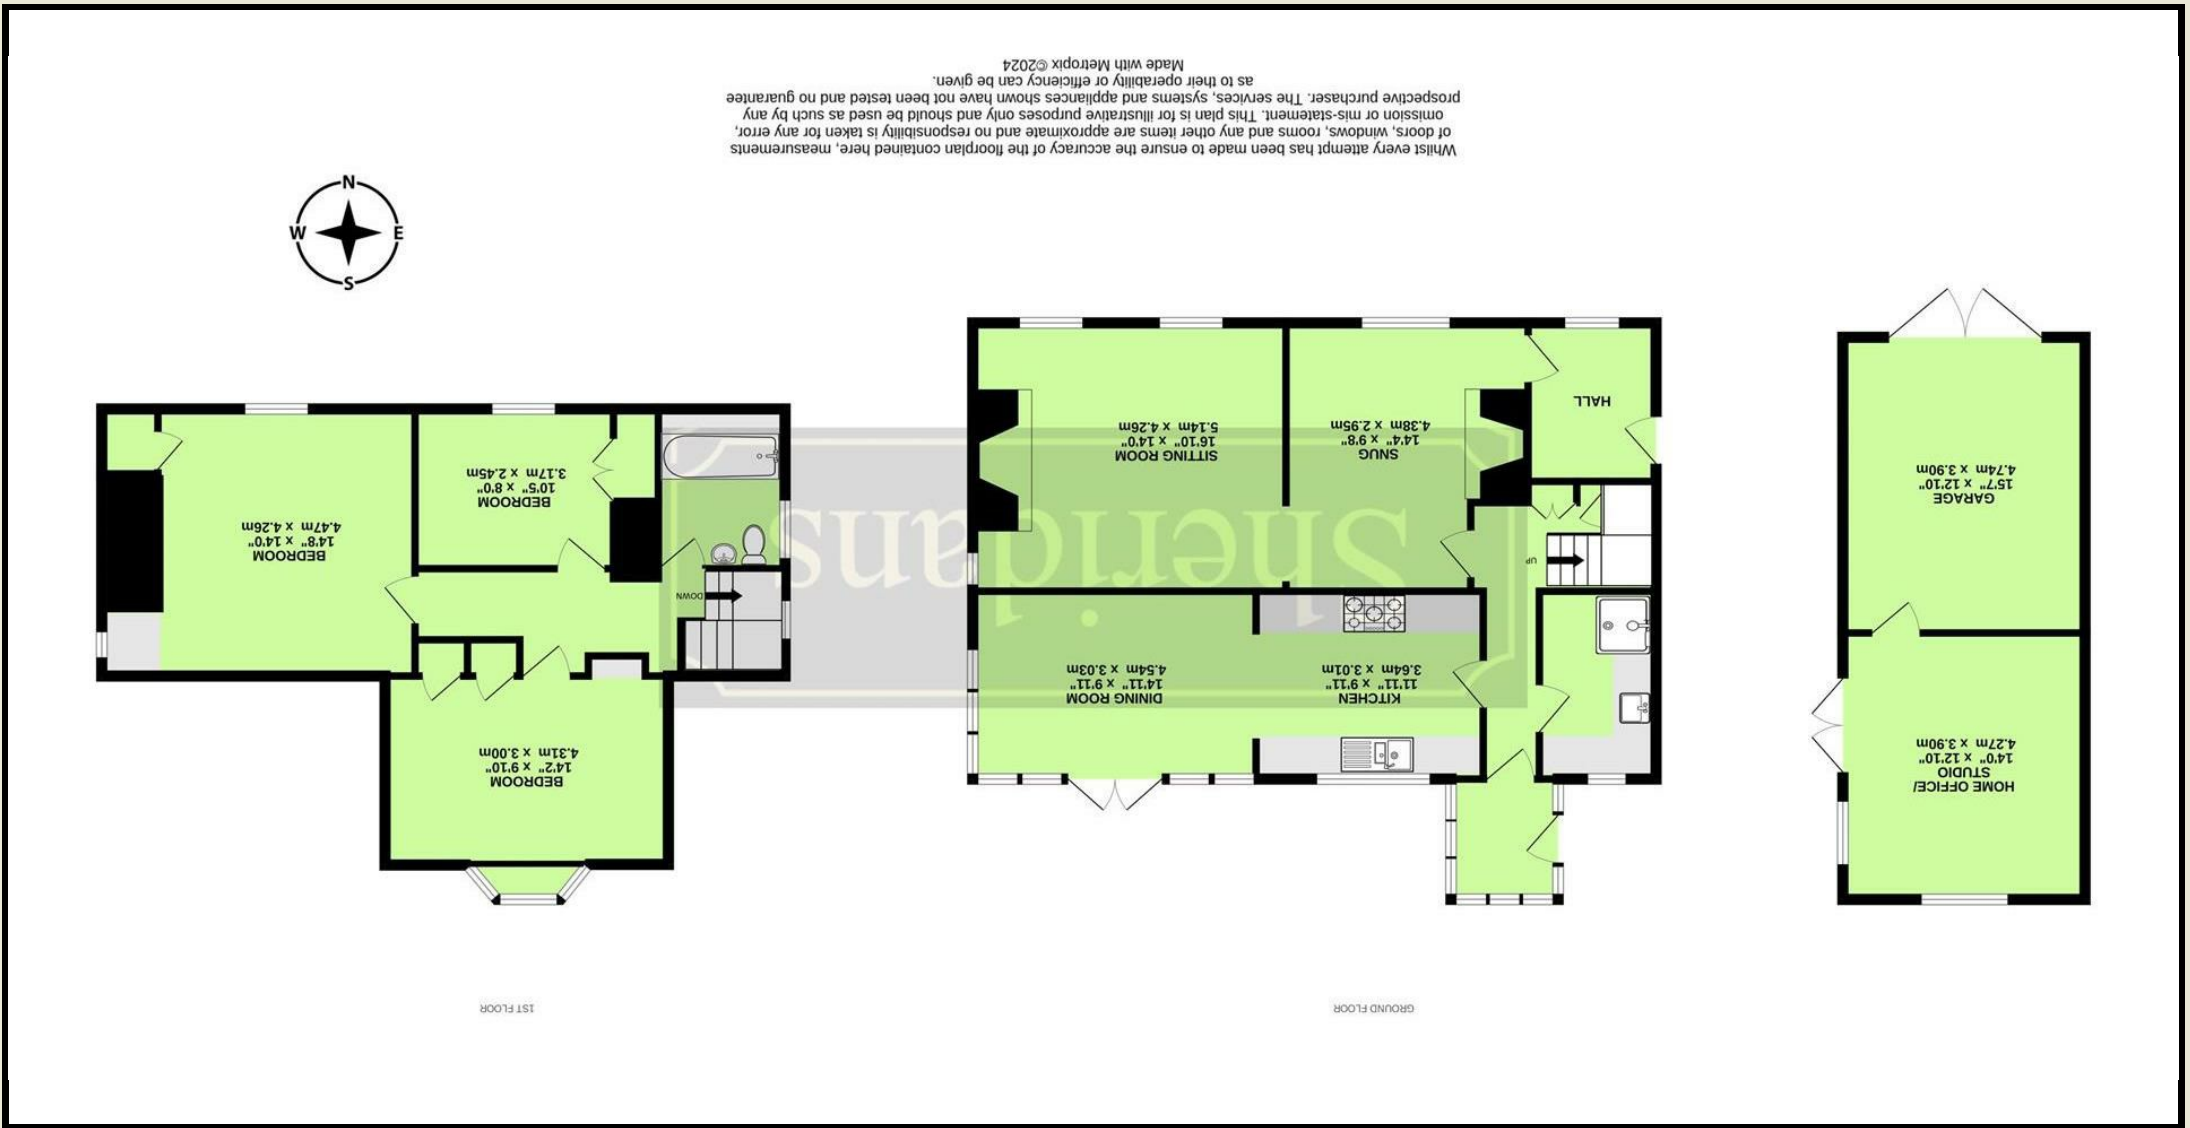 GROUND FLOOR
1ST FLOOR
HOME OFFICE/
STUDIO
14'0" x 12'10"
4.27m x 3.90m
GARAGE
15'7" x 12'10"
4.74m x 3.90m
KITCHEN
11'11" x 9'11"
3.64m x 3.01m
DINING ROOM
14'11" x 9'11"
4.54m x 3.03m
UP
HALL
SNUG
14'4" x 9'8"
4.38m x 2.95m
SITTING ROOM
16'10" x 14'0"
5.14m x 4.26m
BEDROOM
14'2" x 9'10"
4.31m x 3.00m
DOWN
BEDROOM
10'5" x 8'0"
3.17m x 2.45m
BEDROOM
14'8" x 14'0"
4.47m x 4.26m
Sheridans
N
W E
S
Whilst every attempt has been made to ensure the accuracy of the floorplan contained here, measurements
of doors, windows, rooms and any other items are approximate and no responsibility is taken for any error,
omission or mis-statement. This plan is for illustrative purposes only and should be used as such by any
prospective purchaser. The services, systems and appliances shown have not been tested and no guarantee
as to their operability or efficiency can be given.
Made with Metropix ©2024